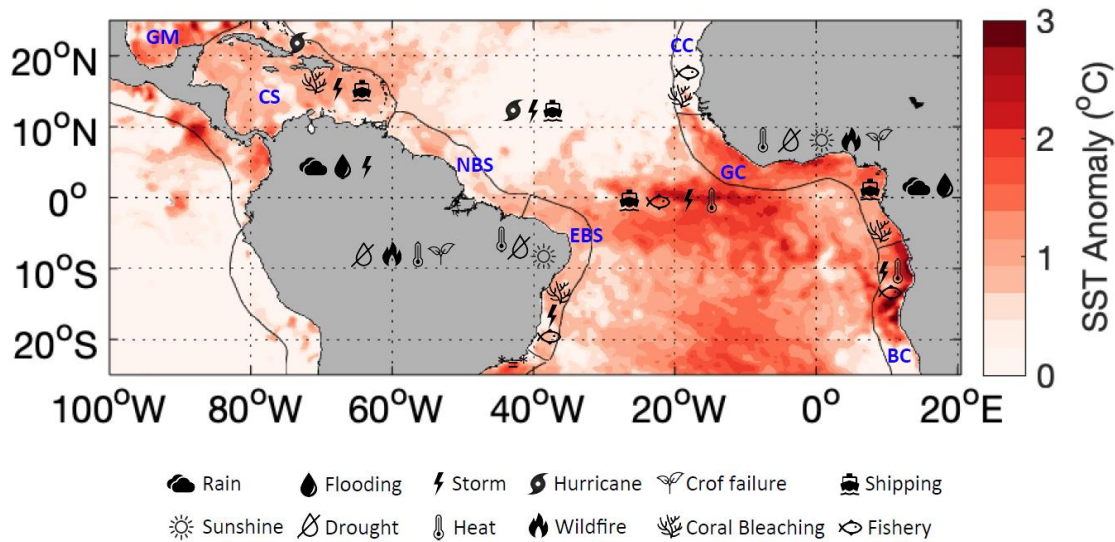 GM
20°N
CC
CS
10°N
NBS
GC
0°
EBS
10°S
20°S
BC
100°W 80°W 60°W 40°W 20°W 0° 20°E
3
2
1
0
SST Anomaly (°C)
Rain Flooding Storm Hurricane Crof failure Shipping
Sunshine Drought Heat Wildfire Coral Bleaching Fishery